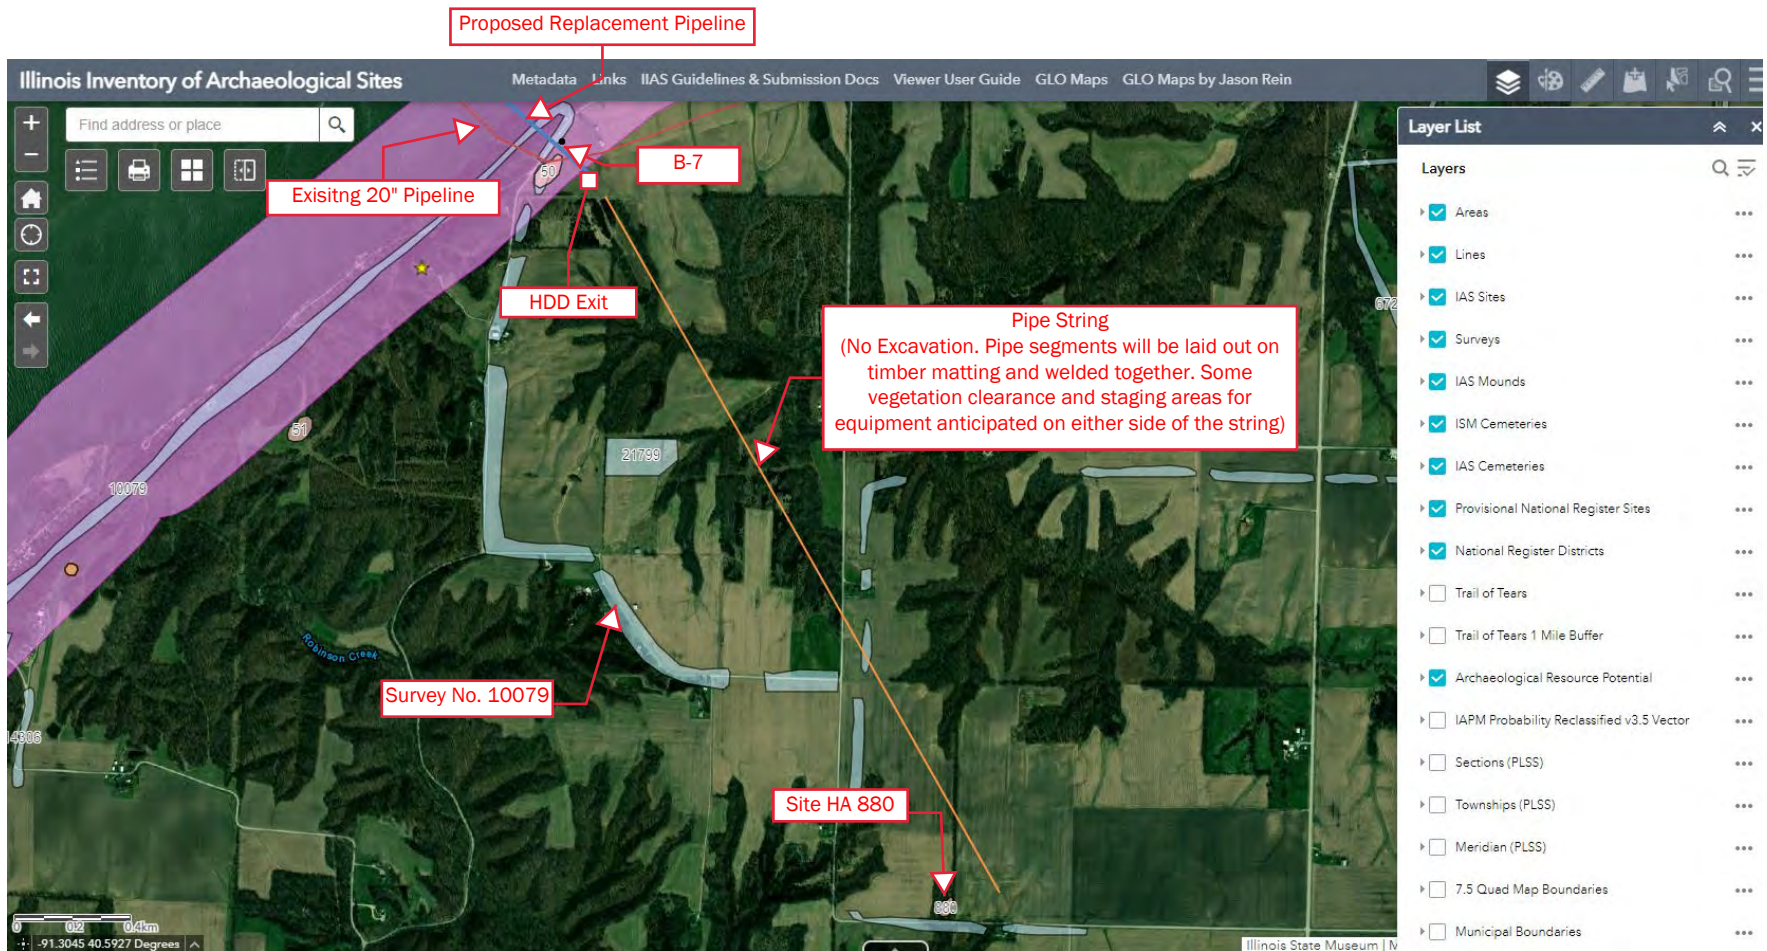 Proposed Replacement Pipeline
Illinois Inventory of Archaeological Sites
Metadata Links IIAS Guidelines & Submission Docs Viewer User Guide GLO Maps GLO Maps by Jason Rein
Find address or place
Layer List
Layers
B-7
50
Exisitng 20" Pipeline
HDD Exit
Pipe String
(No Excavation. Pipe segments will be laid out on
timber matting and welded together. Some
vegetation clearance and staging areas for
equipment anticipated on either side of the string)
672
51
21799
10079
Robinson Creek
Survey No. 10079
14306
Site HA 880
880
0 0.2 0.4km
-91.3045 40.5927 Degrees
Illinois State Museum | M
Areas
Lines
IAS Sites
Surveys
IAS Mounds
ISM Cemeteries
IAS Cemeteries
Provisional National Register Sites
National Register Districts
Trail of Tears
Trail of Tears 1 Mile Buffer
Archaeological Resource Potential
IAPM Probability Reclassified v3.5 Vector
Sections (PLSS)
Townships (PLSS)
Meridian (PLSS)
7.5 Quad Map Boundaries
Municipal Boundaries